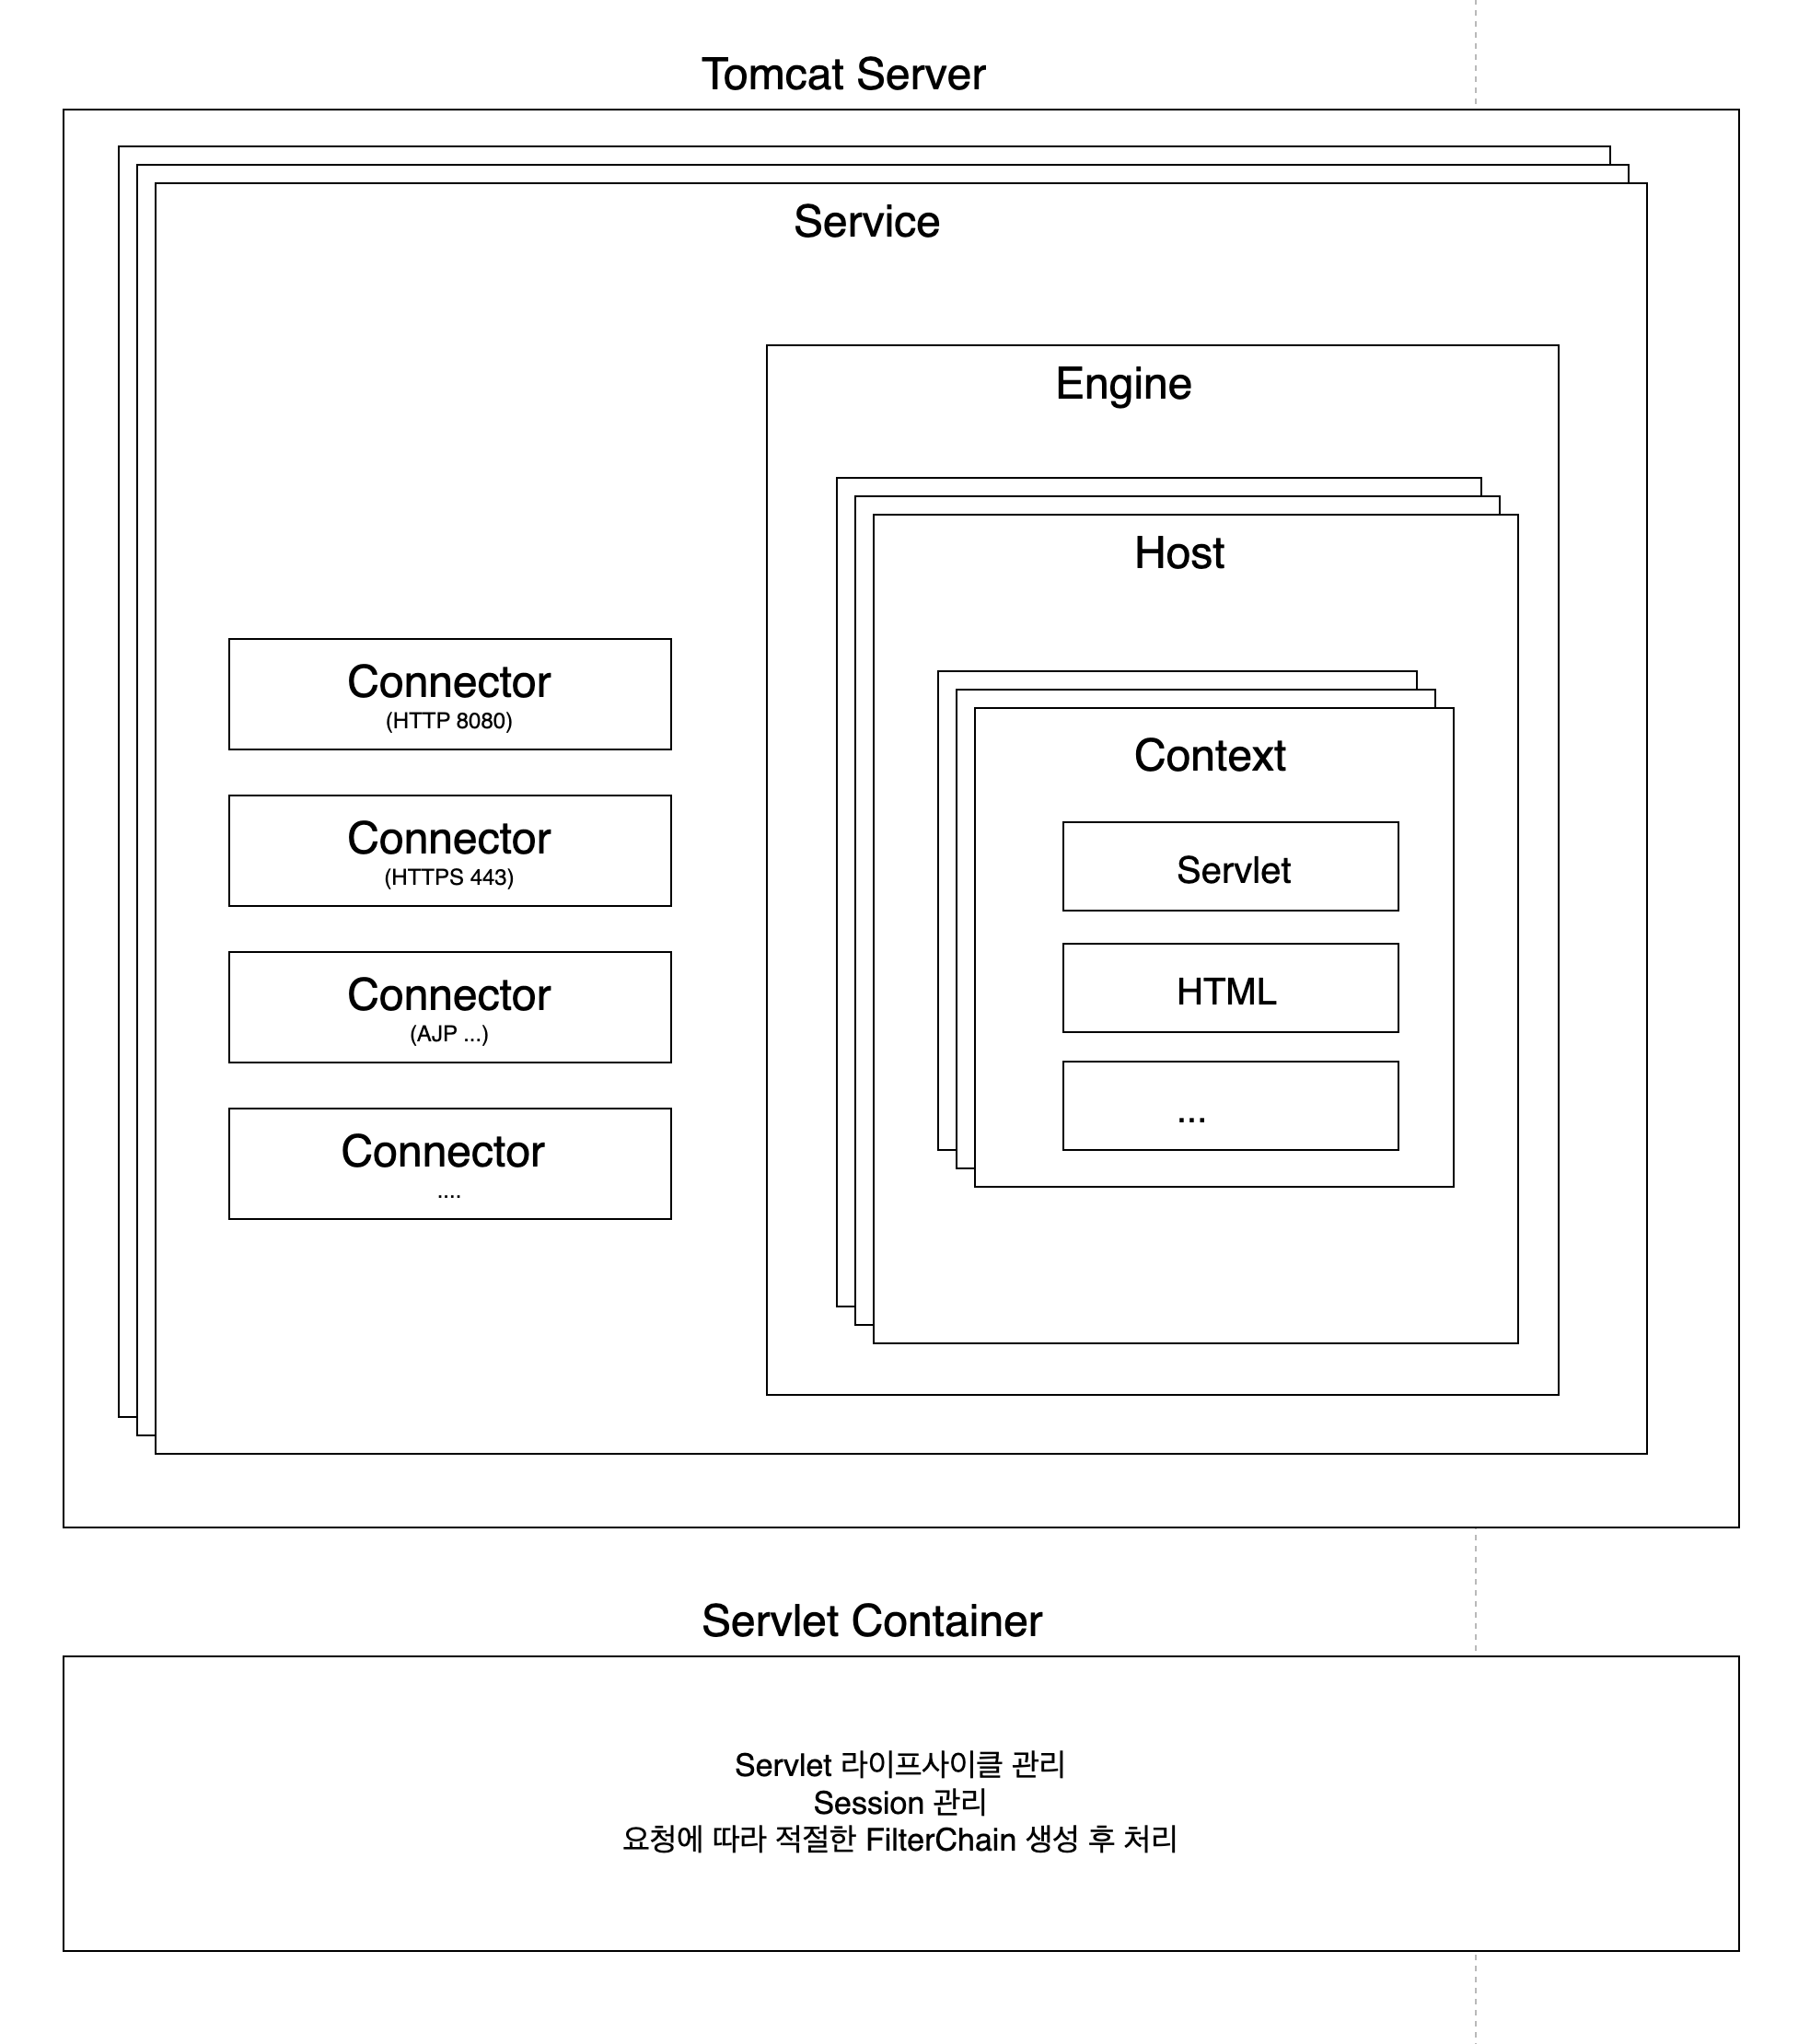 Tomcat Server
Service
Engine
Host
Connector
(HTTP 8080)
Connector
(HTTPS 443)
Connector
(AJP ...)
Connector
....
Context
Servlet
HTML
...
Servlet Container
Servlet 라이프사이클 관리
Session 관리
요청에 따라 적절한 FilterChain 생성 후 처리